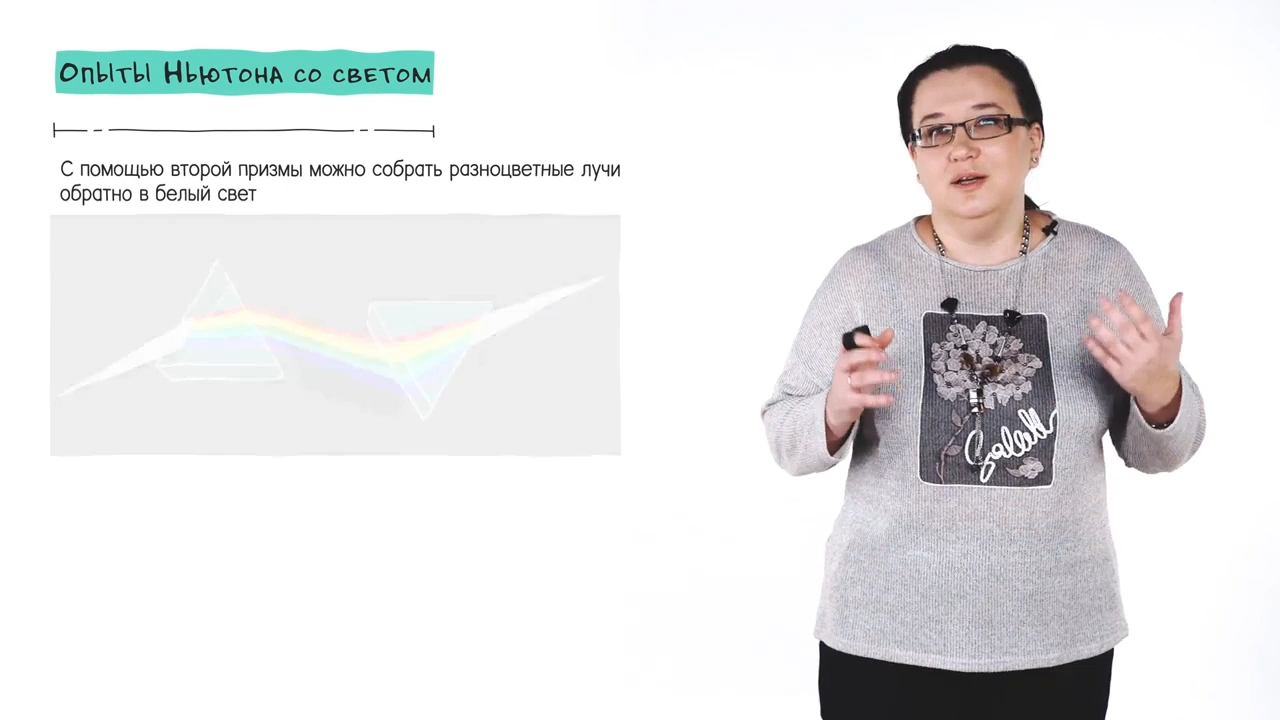 Опыты Ньютона со светом
С помощью второй призмы можно собрать разноцветные лучи
обратно в белый свет